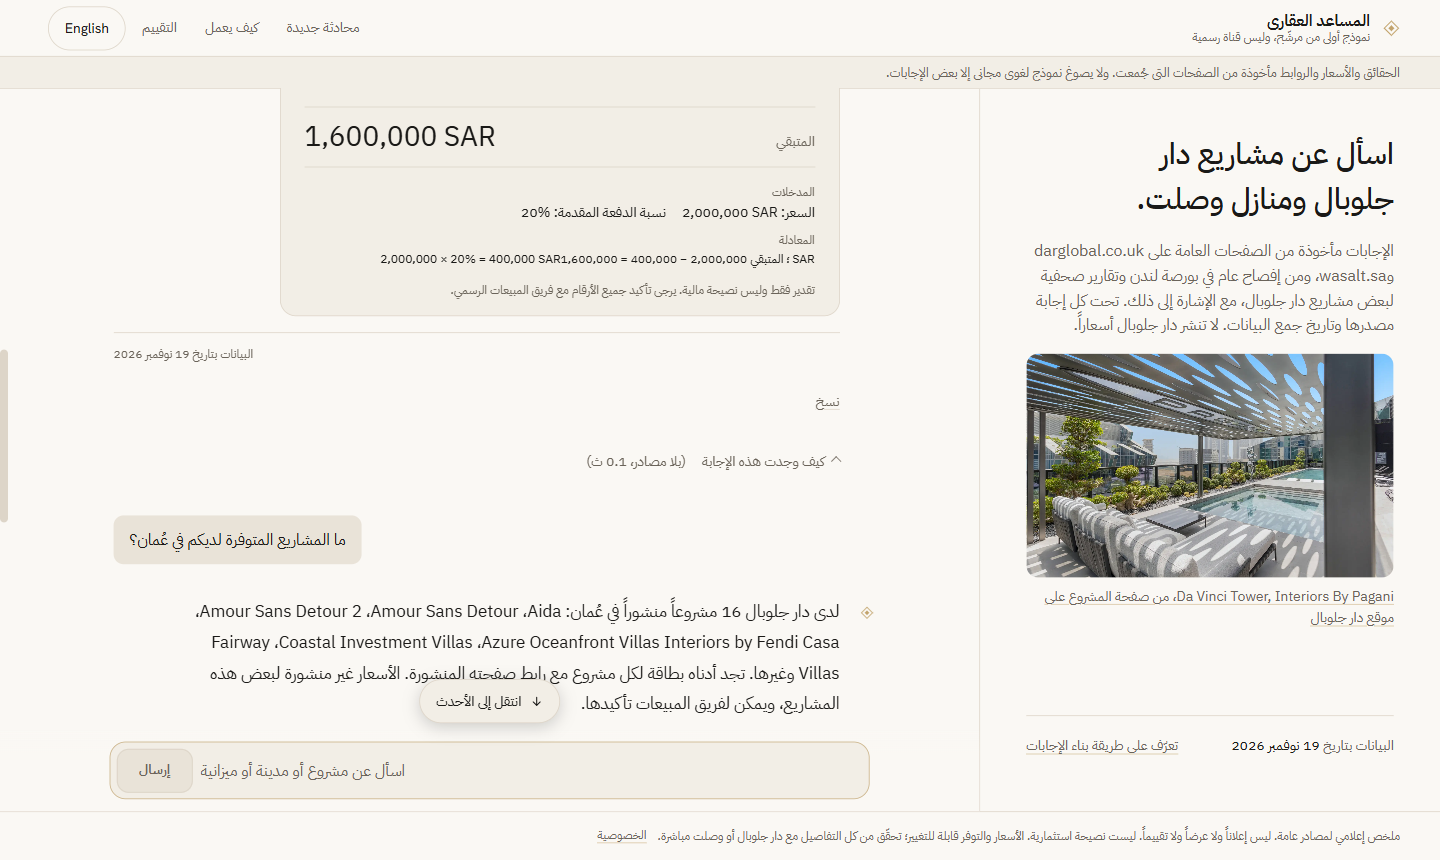 المساعد العقاري
نموذج أولي من مرشّح، وليس قناة رسمية
محادثة جديدة
كيف يعمل
التقييم
English
الحقائق والأسعار والروابط مأخوذة من الصفحات التي جُمعت. ولا يصوغ نموذج لغوي مجاني إلا بعض الإجابات.
اسأل عن مشاريع دار
جلوبال ومنازل وصلت.
الإجابات مأخوذة من الصفحات العامة على darglobal.co.uk
وwasalt.sa، ومن إفصاح عام في بورصة لندن وتقارير صحفية
لبعض مشاريع دار جلوبال، مع الإشارة إلى ذلك. تحت كل إجابة
مصدرها وتاريخ جمع البيانات. لا تنشر دار جلوبال أسعاراً.
Da Vinci Tower, Interiors By Pagani، من صفحة المشروع على
موقع دار جلوبال
البيانات بتاريخ 19 نوفمبر 2026
تعرّف على طريقة بناء الإجابات
المتبقي
1,600,000 SAR
المدخلات
السعر: 2,000,000 SAR نسبة الدفعة المقدمة: 20%
المعادلة
2,000,000 × 20% = 400,000 SAR؛ المتبقي 2,000,000 − 400,000 = 1,600,000 SAR
تقدير فقط وليس نصيحة مالية. يرجى تأكيد جميع الأرقام مع فريق المبيعات الرسمي.
البيانات بتاريخ 19 نوفمبر 2026
نسخ
كيف وجدت هذه الإجابة (بلا مصادر، 0.1 ث)
ما المشاريع المتوفرة لديكم في عُمان؟
لدى دار جلوبال 16 مشروعاً منشوراً في عُمان: Aida، Amour Sans Detour، Amour Sans Detour 2،
Azure Oceanfront Villas Interiors by Fendi Casa، Coastal Investment Villas، Fairway
Villas وغيرها. تجد أدناه بطاقة لكل مشروع مع رابط صفحته المنشورة. الأسعار غير منشورة لبعض هذه
المشاريع، ويمكن لفريق المبيعات تأكيدها.
انتقل إلى الأحدث
اسأل عن مشروع أو مدينة أو ميزانية
إرسال
ملخص إعلامي لمصادر عامة. ليس إعلاناً ولا عرضاً ولا تقييماً. ليست نصيحة استثمارية. الأسعار والتوفر قابلة للتغيير؛ تحقّق من كل التفاصيل مع دار جلوبال أو وصلت مباشرة.
الخصوصية